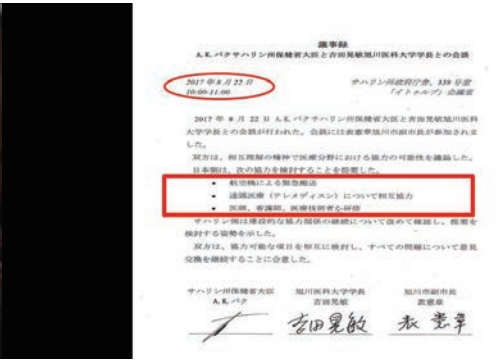 議事録
A.K.パクサハリン州保健省大臣と吉田晃敏旭川医科大学学長との会談
2017年8月22日
10:00-11:00
サハリン州政府庁舎、338号室
「イトゥルプ」会議室
2017年8月22日A.K.パクサハリン州保健省大臣と吉田晃敏旭川医科
大学学長との会談が行われた。会談には表憲章旭川市副市長が参加されま
した。
双方は、相互理解の精神で医療分野における協力の可能性を議論した。
日本側は、次の協力を検討することを提案した。
• 航空機による緊急搬送
• 遠隔医療(テレメディスン)について相互協力
• 医師、看護師、医療技術者の研修
サハリン側は建設的な協力関係の継続について改めて確認し、提案を
検討する姿勢を示した。
双方は、協力可能な項目を相互に検討し、すべての問題について意見
交換を継続することに合意した。
サハリン州保健省大臣
A.K.パク
旭川医科大学学長
吉田晃敏
旭川市副市長
表憲章
吉田晃敏
表憲章